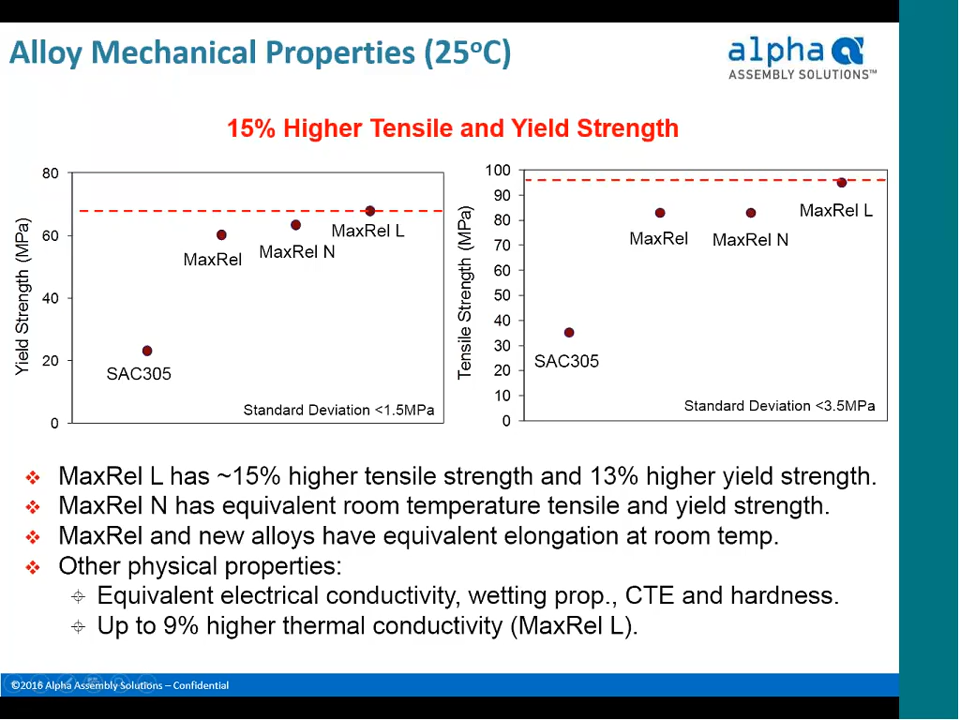 Alloy Mechanical Properties (25°C)
alpha
ASSEMBLY SOLUTIONS™
15% Higher Tensile and Yield Strength
Yield Strength (MPa)
80
60
40
20
0
SAC305
MaxRel
MaxRel N
MaxRel L
Standard Deviation <1.5MPa
Tensile Strength (MPa)
100
90
80
70
60
50
40
30
20
10
0
SAC305
MaxRel
MaxRel N
MaxRel L
Standard Deviation <3.5MPa
❖ MaxRel L has ~15% higher tensile strength and 13% higher yield strength.
❖ MaxRel N has equivalent room temperature tensile and yield strength.
❖ MaxRel and new alloys have equivalent elongation at room temp.
❖ Other physical properties:
Equivalent electrical conductivity, wetting prop., CTE and hardness.
Up to 9% higher thermal conductivity (MaxRel L).
©2016 Alpha Assembly Solutions – Confidential